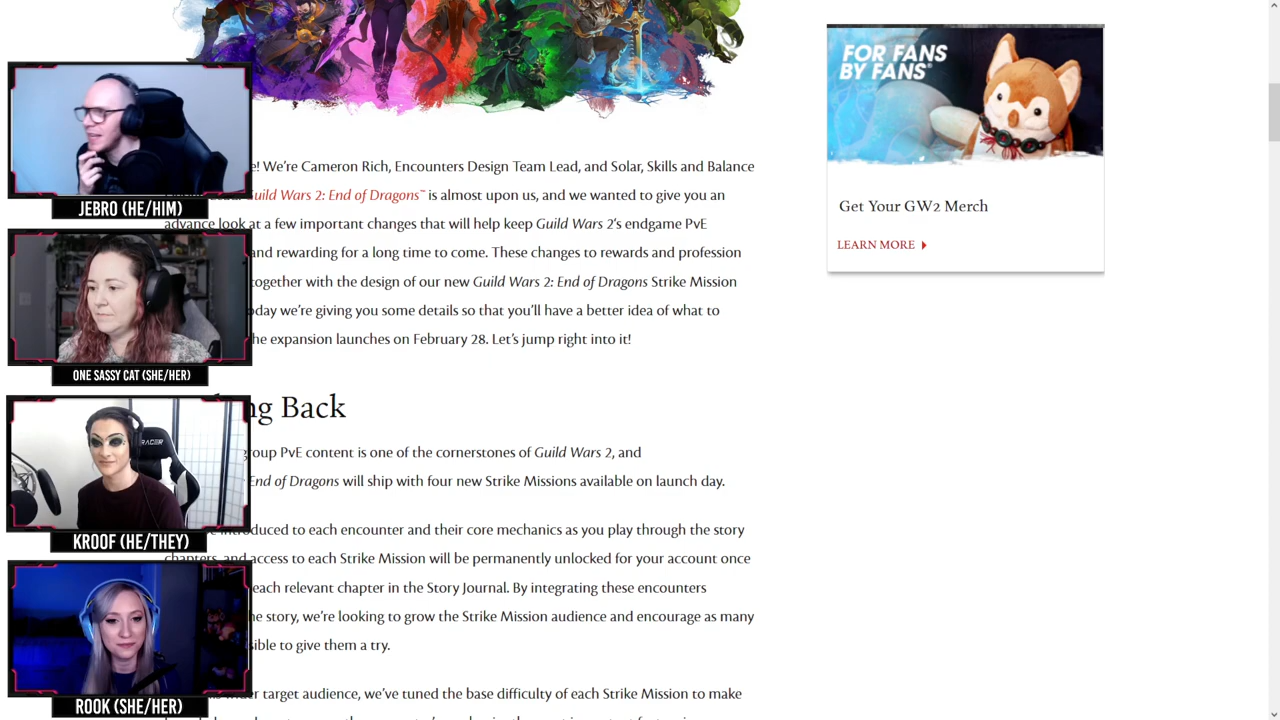 e! We're Cameron Rich, Encounters Design Team Lead, and Solar, Skills and Balance
Guild Wars 2: End of Dragons™ is almost upon us, and we wanted to give you an
advance look at a few important changes that will help keep Guild Wars 2's endgame PvE
and rewarding for a long time to come. These changes to rewards and profession
together with the design of our new Guild Wars 2: End of Dragons Strike Mission
oday we're giving you some details so that you'll have a better idea of what to
he expansion launches on February 28. Let's jump right into it!
ng Back
group PvE content is one of the cornerstones of Guild Wars 2, and
End of Dragons will ship with four new Strike Missions available on launch day.
introduced to each encounter and their core mechanics as you play through the story
chapters, and access to each Strike Mission will be permanently unlocked for your account once
each relevant chapter in the Story Journal. By integrating these encounters
he story, we're looking to grow the Strike Mission audience and encourage as many
sible to give them a try.
er target audience, we've tuned the base difficulty of each Strike Mission to make
JEBRO (HE/HIM)
ONE SASSY CAT (SHE/HER)
RACER
KROOF (HE/THEY)
ROOK (SHE/HER)
FOR FANS
BY FANS®
Get Your GW2 Merch
LEARN MORE